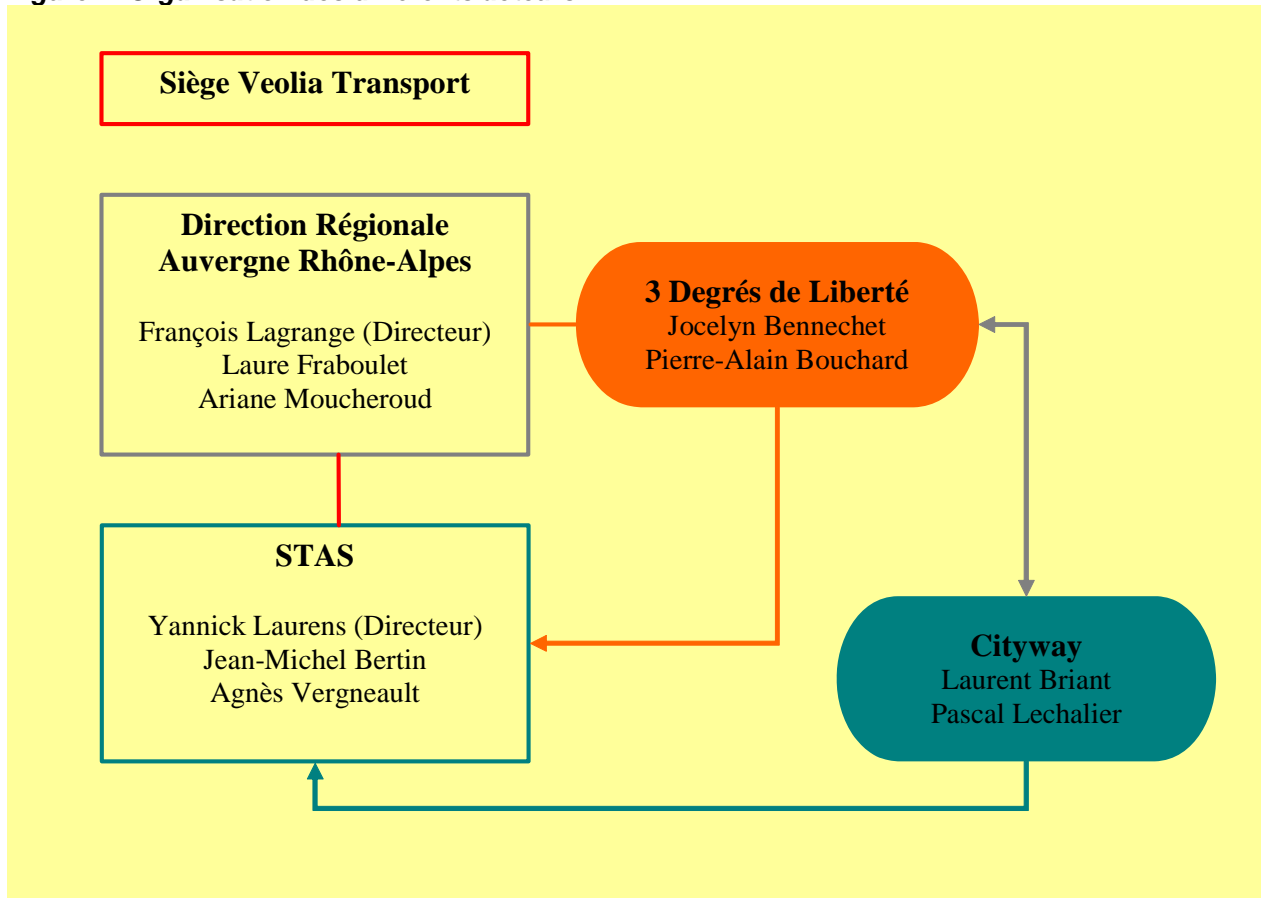 Siège Veolia Transport
Direction Régionale
Auvergne Rhône-Alpes
François Lagrange (Directeur)
Laure Fraboulet
Ariane Moucheroud
3 Degrés de Liberté
Jocelyn Bennechet
Pierre-Alain Bouchard
STAS
Yannick Laurens (Directeur)
Jean-Michel Bertin
Agnès Vergneault
Cityway
Laurent Briant
Pascal Lechalier